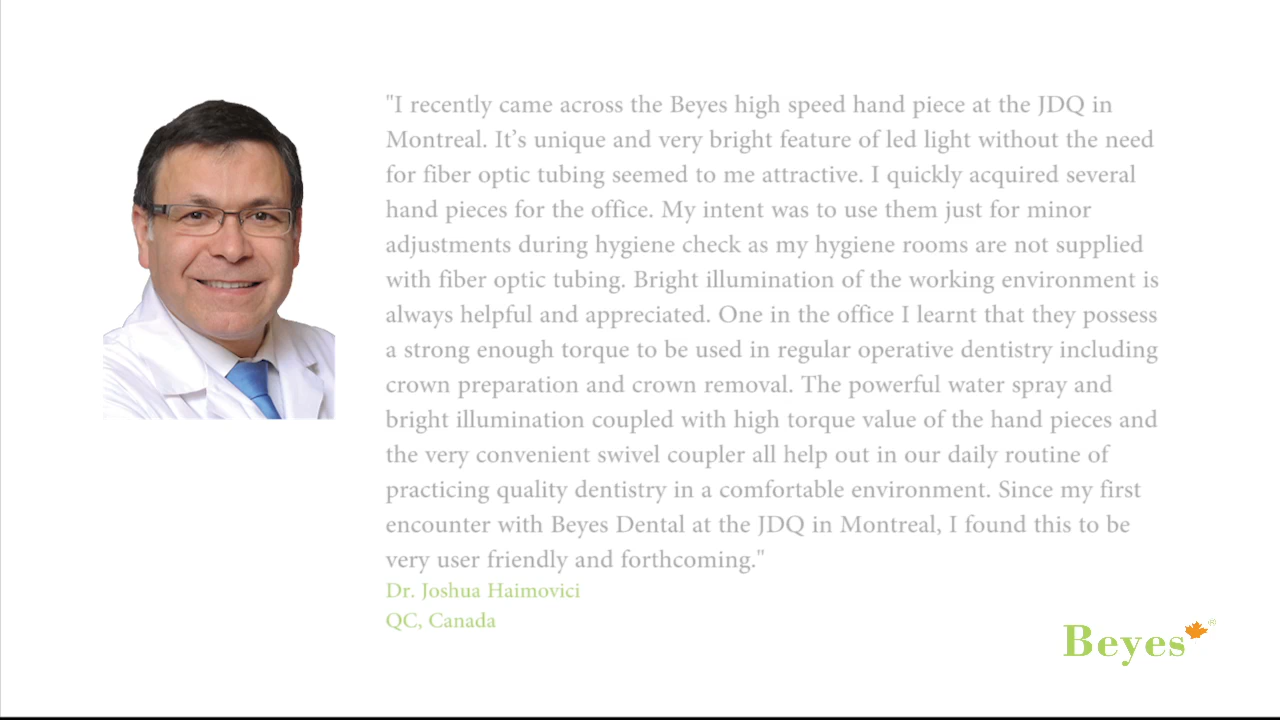 "I recently came across the Beyes high speed hand piece at the JDQ in
Montreal. It’s unique and very bright feature of led light without the need
for fiber optic tubing seemed to me attractive. I quickly acquired several
hand pieces for the office. My intent was to use them just for minor
adjustments during hygiene check as my hygiene rooms are not supplied
with fiber optic tubing. Bright illumination of the working environment is
always helpful and appreciated. One in the office I learnt that they possess
a strong enough torque to be used in regular operative dentistry including
crown preparation and crown removal. The powerful water spray and
bright illumination coupled with high torque value of the hand pieces and
the very convenient swivel coupler all help out in our daily routine of
practicing quality dentistry in a comfortable environment. Since my first
encounter with Beyes Dental at the JDQ in Montreal, I found this to be
very user friendly and forthcoming."
Dr. Joshua Haimovici
QC, Canada
Beyes®